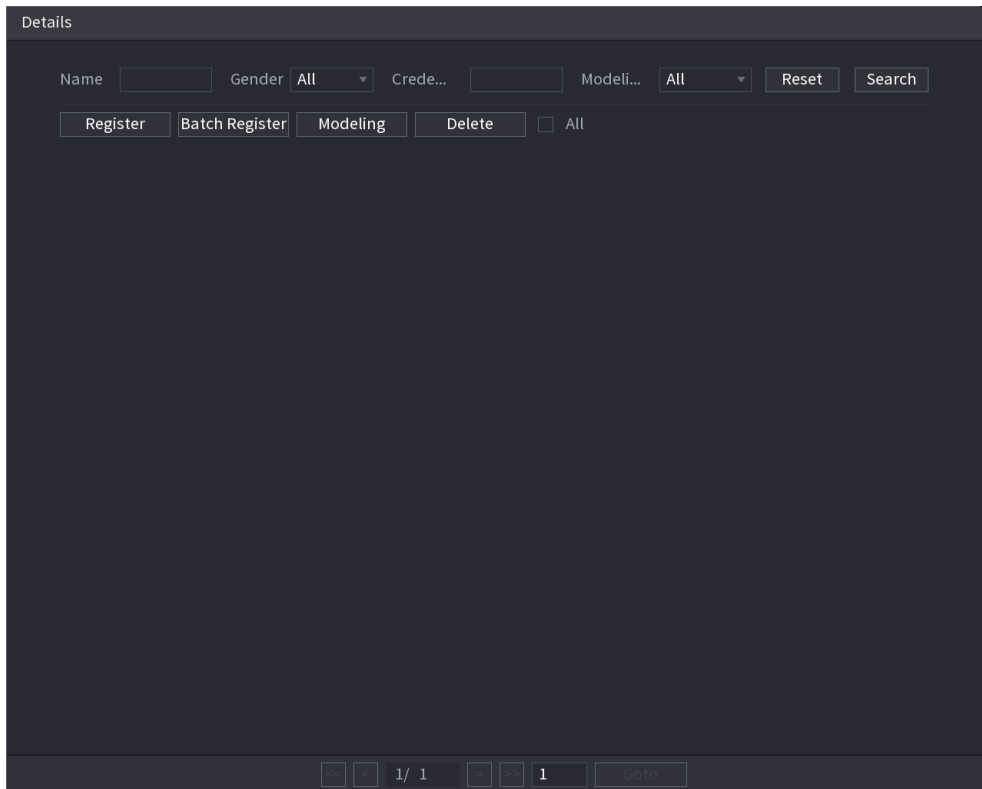 Details
Name Gender All Crede... Modeli... All Reset Search
Register Batch Register Modeling Delete All
<< < 1/ 1 > >> 1 Goto